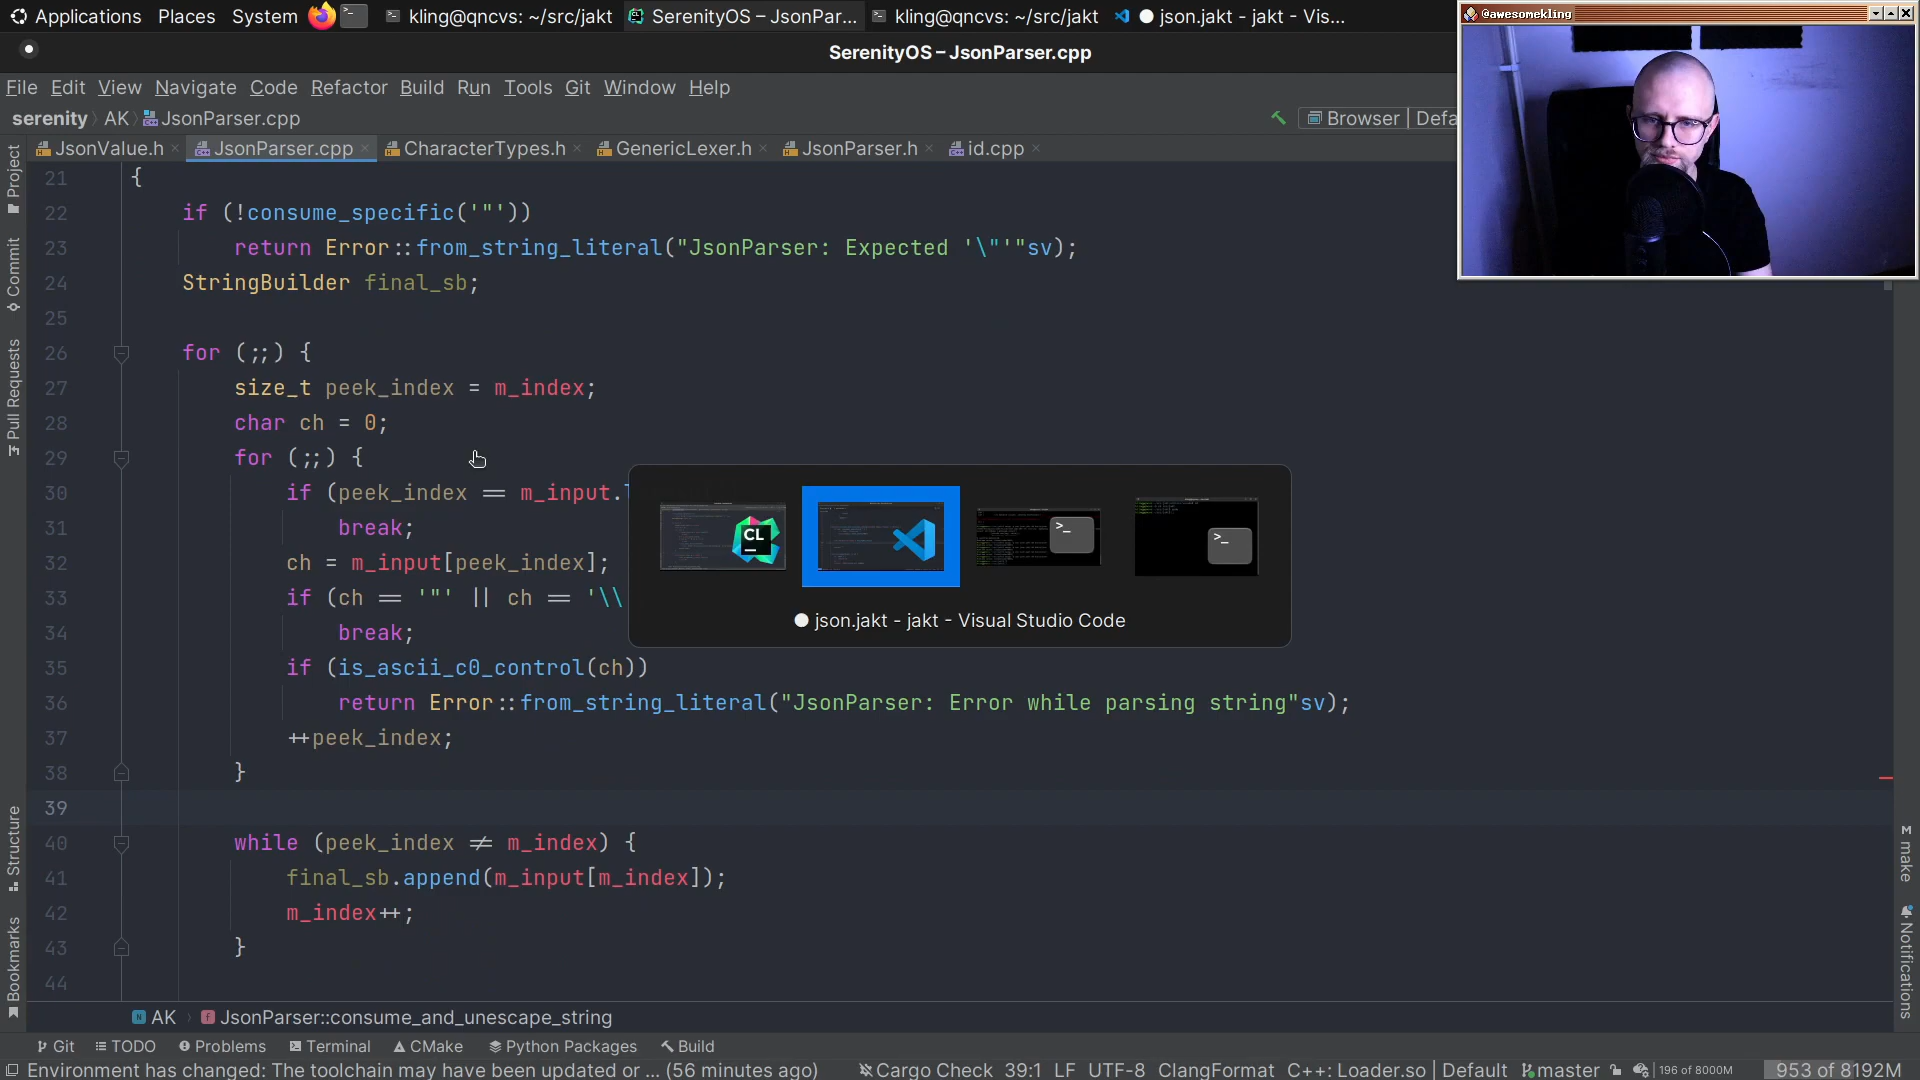 Applications Places System kling@qncvs: ~/src/jakt SerenityOS – JsonPar... kling@qncvs: ~/src/jakt ● json.jakt - jakt - Vis...
@awesomekling
SerenityOS – JsonParser.cpp
File Edit View Navigate Code Refactor Build Run Tools Git Window Help
serenity AK JsonParser.cpp Browser | Defa
JsonValue.h JsonParser.cpp CharacterTypes.h GenericLexer.h JsonParser.h id.cpp
Project
Commit
Pull Requests
Structure
Bookmarks
21 {
22 if (!consume_specific('"'))
23 return Error::from_string_literal("JsonParser: Expected '\"'"sv);
24 StringBuilder final_sb;
25
26 for (;;) {
27 size_t peek_index = m_index;
28 char ch = 0;
29 for (;;) {
30 if (peek_index == m_input.
31 break;
32 ch = m_input[peek_index];
33 if (ch == '"' || ch == '\\
34 break;
35 if (is_ascii_c0_control(ch))
36 return Error::from_string_literal("JsonParser: Error while parsing string"sv);
37 ++peek_index;
38 }
39
40 while (peek_index != m_index) {
41 final_sb.append(m_input[m_index]);
42 m_index++;
43 }
44
CL
>_
>_
● json.jakt - jakt - Visual Studio Code
M make
Notifications
AK JsonParser::consume_and_unescape_string
Git TODO Problems Terminal CMake Python Packages Build
Environment has changed: The toolchain may have been updated or ... (56 minutes ago) Cargo Check 39:1 LF UTF-8 ClangFormat C++: Loader.so | Default master 196 of 8000M 953 of 8192M